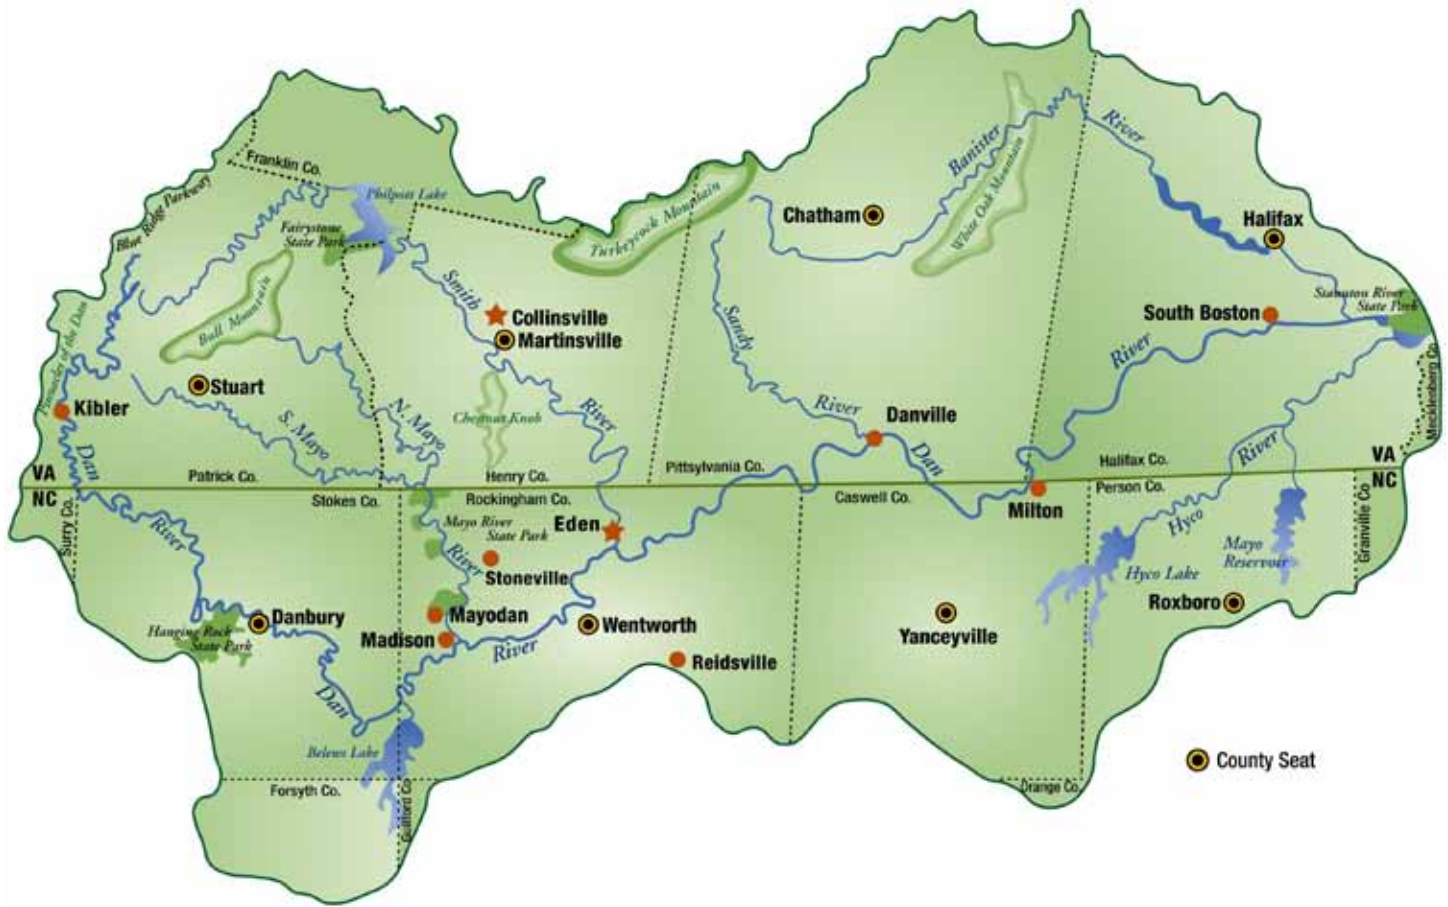 Franklin Co.
Blue Ridge Parkway
Philpott Lake
Fairystone
State Park
Turkeycock Mountain
Chatham
Banister
River
White Oak Mountain
Halifax
Bull Mountain
Smith
River
Collinsville
Martinsville
Sandy
River
South Boston
River
Staunton River
State Park
Pinnacles of the Dan
Kibler
Stuart
Dan
S. Mayo
N. Mayo
Chestnut Knob
Danville
Dan
Mecklenberg Co.
VA
NC
Patrick Co.
Henry Co.
Pittsylvania Co.
Halifax Co.
VA
NC
Surry Co.
Stokes Co.
Rockingham Co.
Caswell Co.
Person Co.
Granville Co
River
Mayo River
State Park
River
Eden
Milton
River
Hyco
Stoneville
Hyco Lake
Mayo
Reservoir
Danbury
Hanging Rock
State Park
Mayodan
Madison
River
Wentworth
Reidsville
Yanceyville
Roxboro
Dan
Belews Lake
Forsyth Co.
Guilford Co
Orange Co.
County Seat